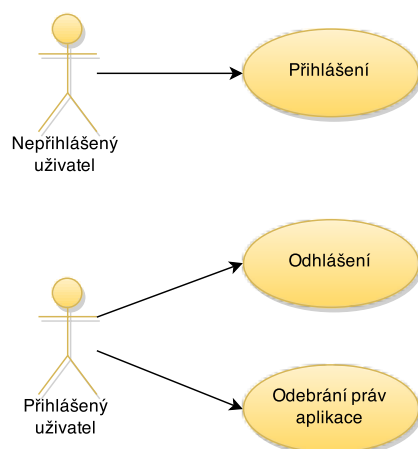 Přihlášení
Nepřihlášený
uživatel
Odhlášení
Přihlášený
uživatel
Odebrání práv
aplikace